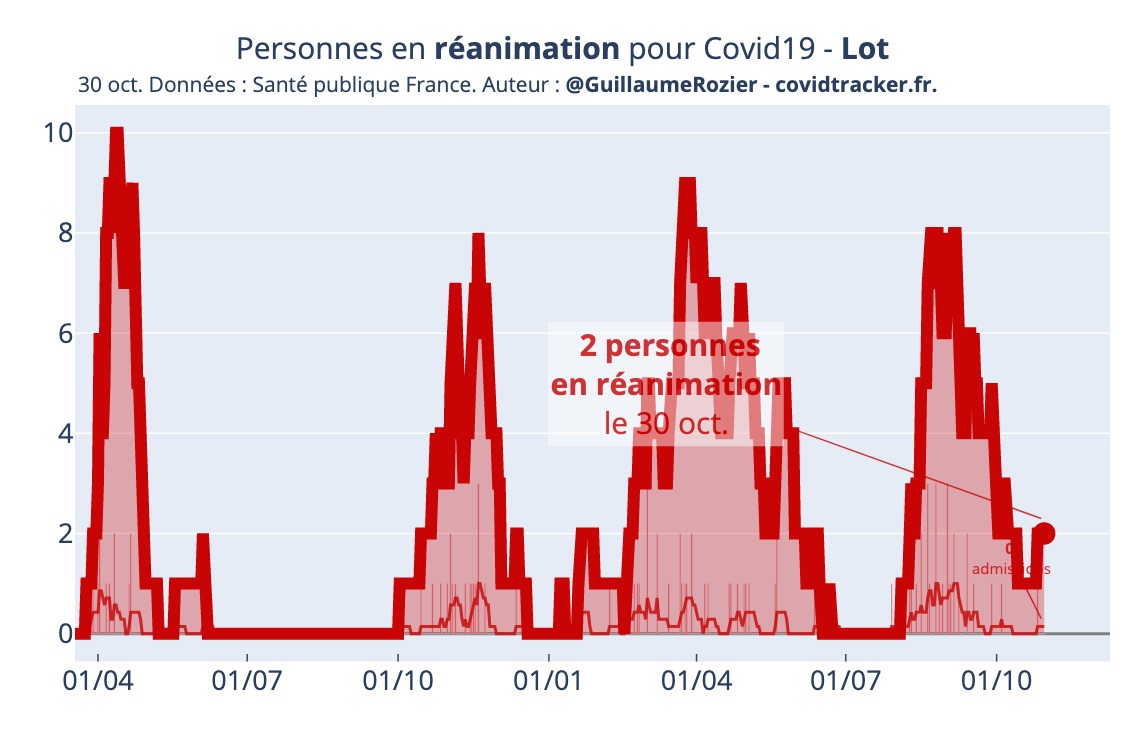 Personnes en réanimation pour Covid19 - Lot
30 oct. Données : Santé publique France. Auteur : @GuillaumeRozier - covidtracker.fr.
10
8
6
4
2
0
2 personnes
en réanimation
le 30 oct.
0
admissions
01/04
01/07
01/10
01/01
01/04
01/07
01/10